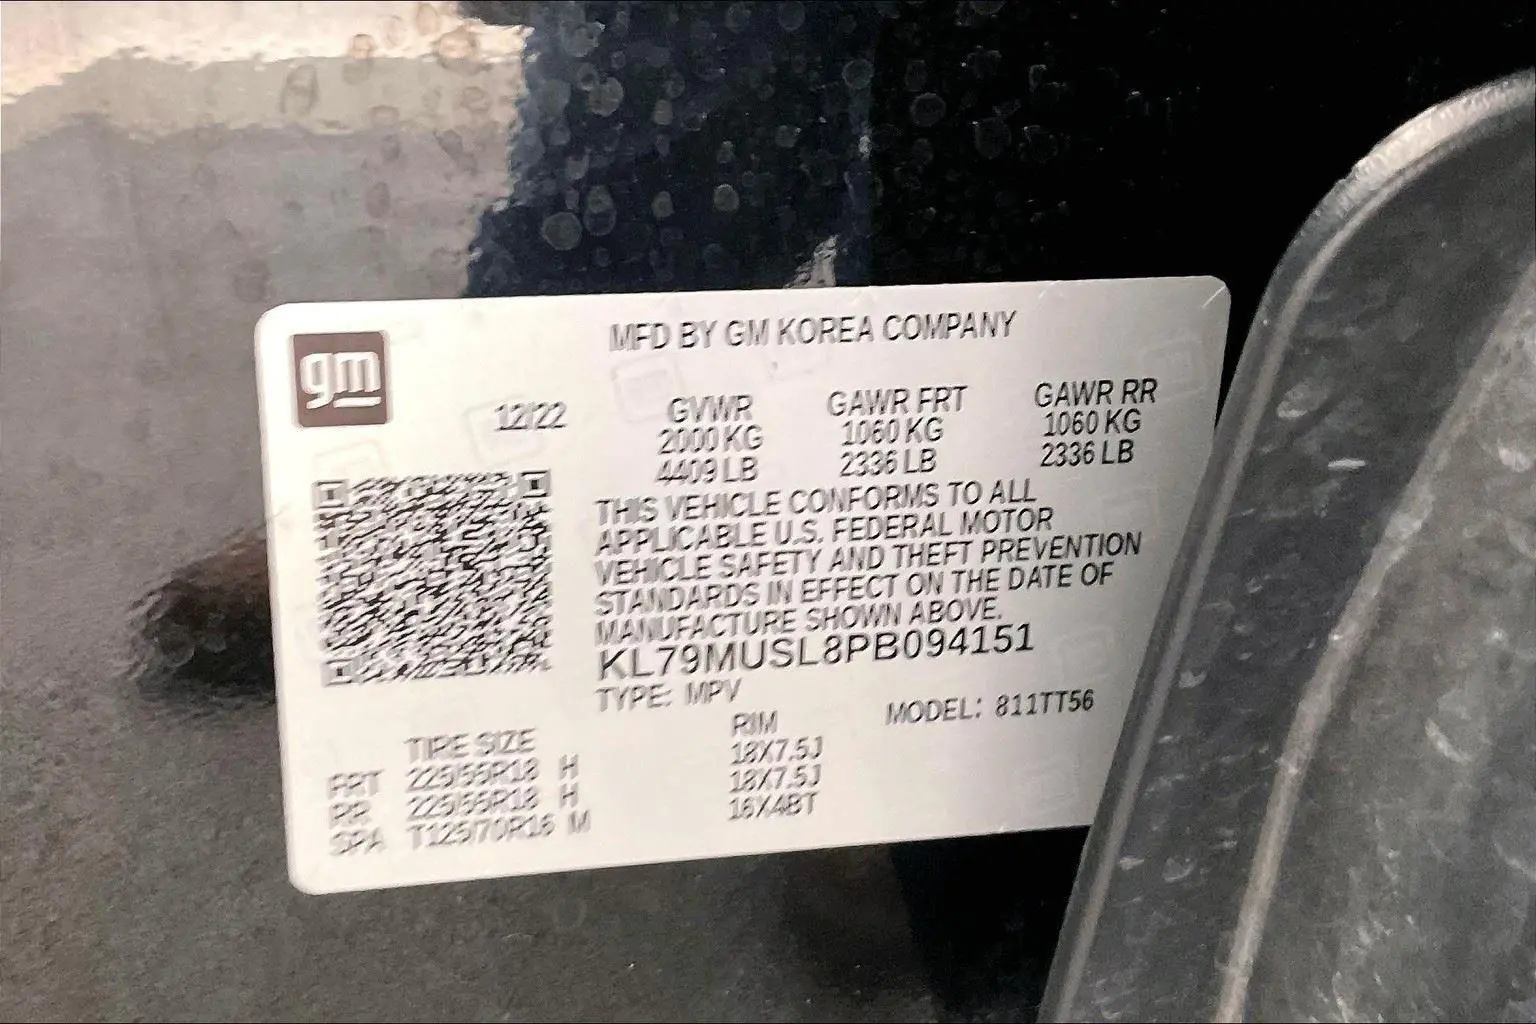 gm
MFD BY GM KOREA COMPANY
12/22
GVWR GAWR FRT GAWR RR
2000 KG 1060 KG 1060 KG
4409 LB 2336 LB 2336 LB
THIS VEHICLE CONFORMS TO ALL
APPLICABLE U.S. FEDERAL MOTOR
VEHICLE SAFETY AND THEFT PREVENTION
STANDARDS IN EFFECT ON THE DATE OF
MANUFACTURE SHOWN ABOVE.
KL79MUSL8PB094151
TYPE: MPV MODEL: 811TT56
TIRE SIZE RIM
FRT 225/55R18 H 18X7.5J
RR 225/55R18 H 18X7.5J
SPA T125/70R16 M 16X4BT